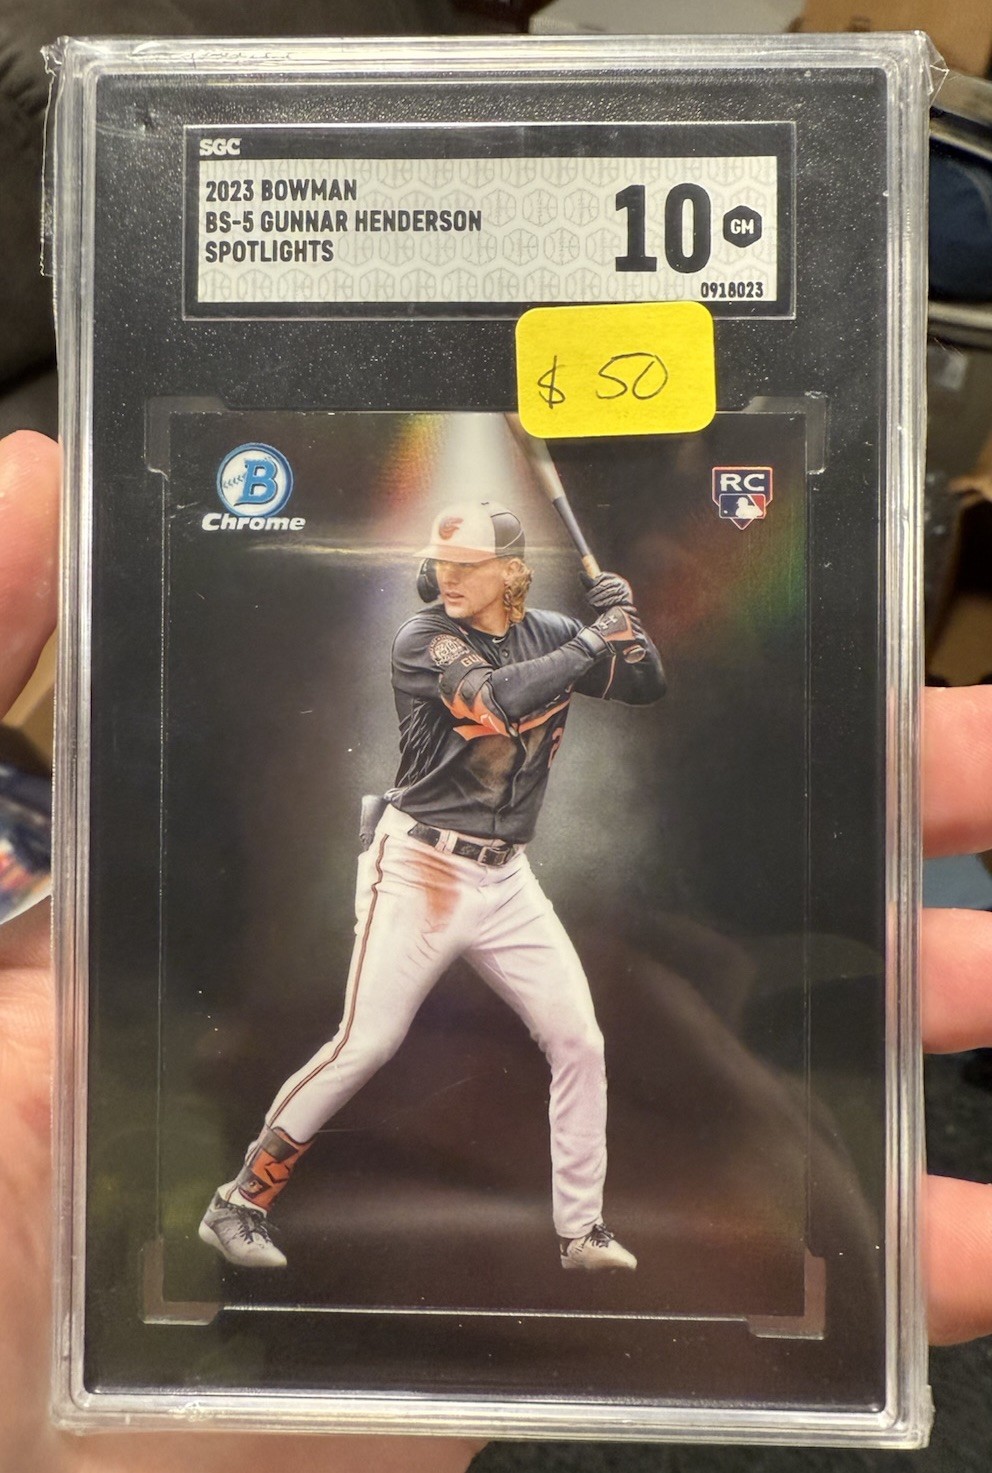 SGC
2023 BOWMAN
BS-5 GUNNAR HENDERSON
SPOTLIGHTS
10
GM
0918023
$ 50
B
Chrome
RC